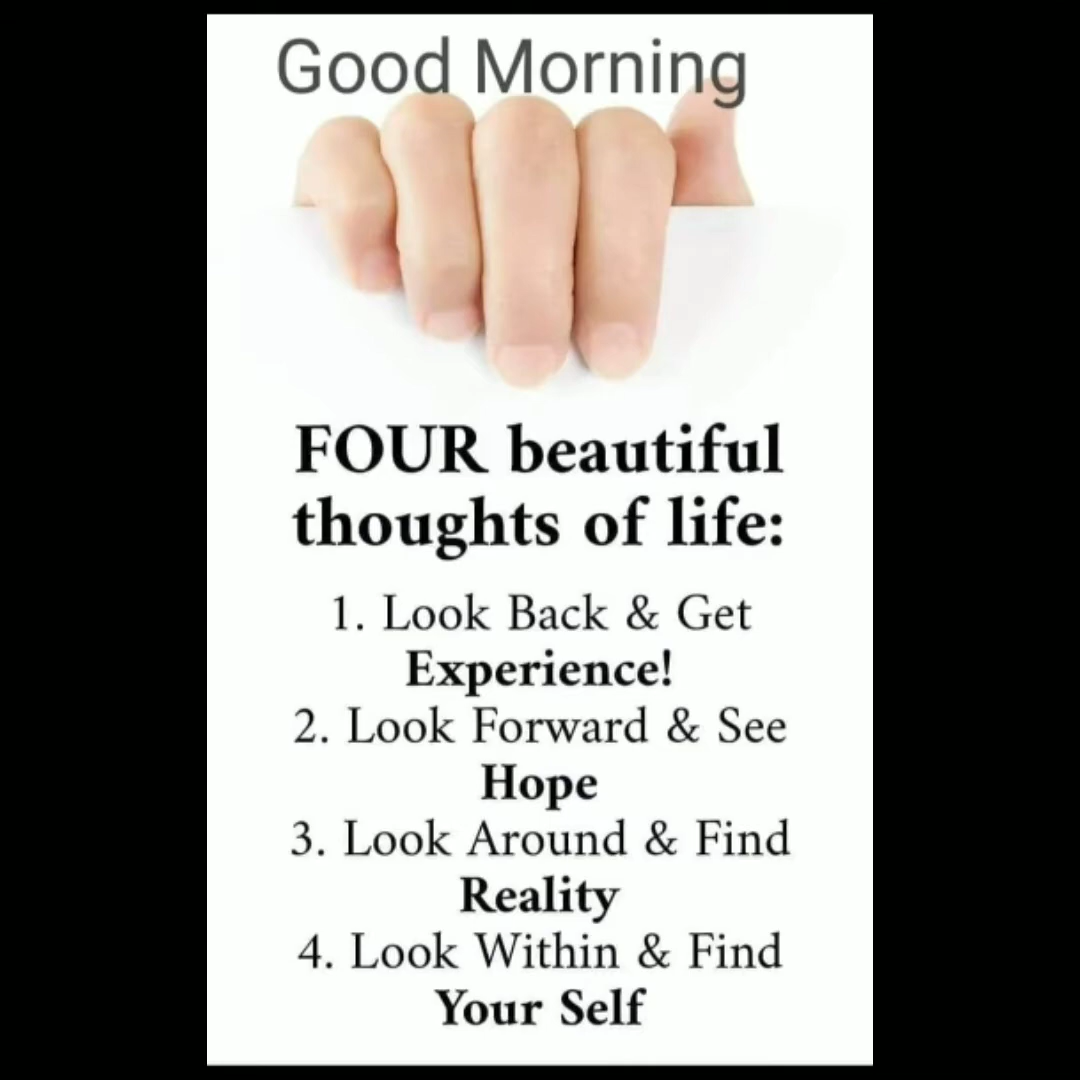 Good Morning
FOUR beautiful
thoughts of life:
1. Look Back & Get
Experience!
2. Look Forward & See
Hope
3. Look Around & Find
Reality
4. Look Within & Find
Your Self